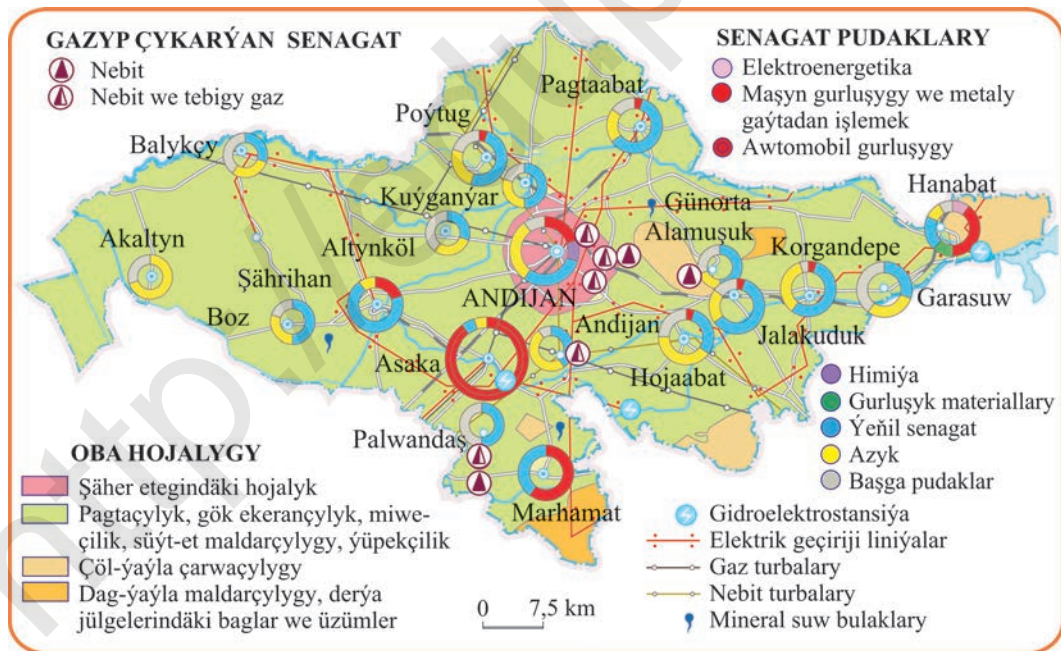 GAZYP ÇYKARÝAN SENAGAT
Nebit
Nebit we tebigy gaz
SENAGAT PUDAKLARY
Elektroenergetika
Maşyn gurluşygy we metaly
gaýtadan işlemek
Awtomobil gurluşygy
Pagtaabat
Poýtug
Balykçy
Hanabat
Kuýganýar
Günorta
Alamuşuk
Akaltyn
Altynköl
Korgandepe
Şährihan
ANDIJAN
Garasuw
Boz
Andijan
Jalakuduk
Asaka
Hojaabat
Palwandaş
Marhamat
Himiýa
Gurluşyk materiallary
Ýeňil senagat
Azyk
Başga pudaklar
OBA HOJALYGY
Şäher etegindäki hojalyk
Pagtaçylyk, gök ekerançylyk, miwe-
çilik, süýt-et maldarçylygy, ýüpekçilik
Çöl-ýaýla çarwaçylygy
Dag-ýaýla maldarçylygy, derýa
jülgelerindäki baglar we üzümler
0 7,5 km
Gidroelektrostansiýa
Elektrik geçiriji liniýalar
Gaz turbalary
Nebit turbalary
Mineral suw bulaklary